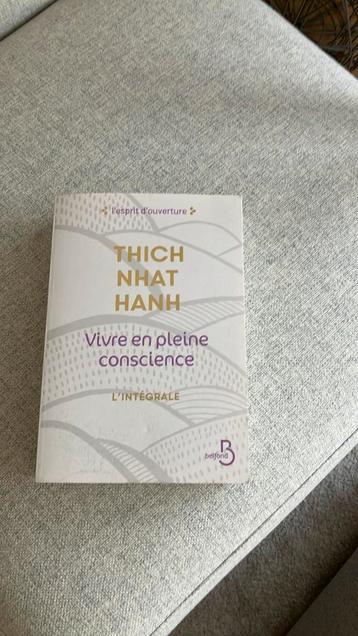 l'esprit d'ouverture
THICH
NHAT
HANH
Vivre en pleine
conscience
L'INTÉGRALE
B
belfond